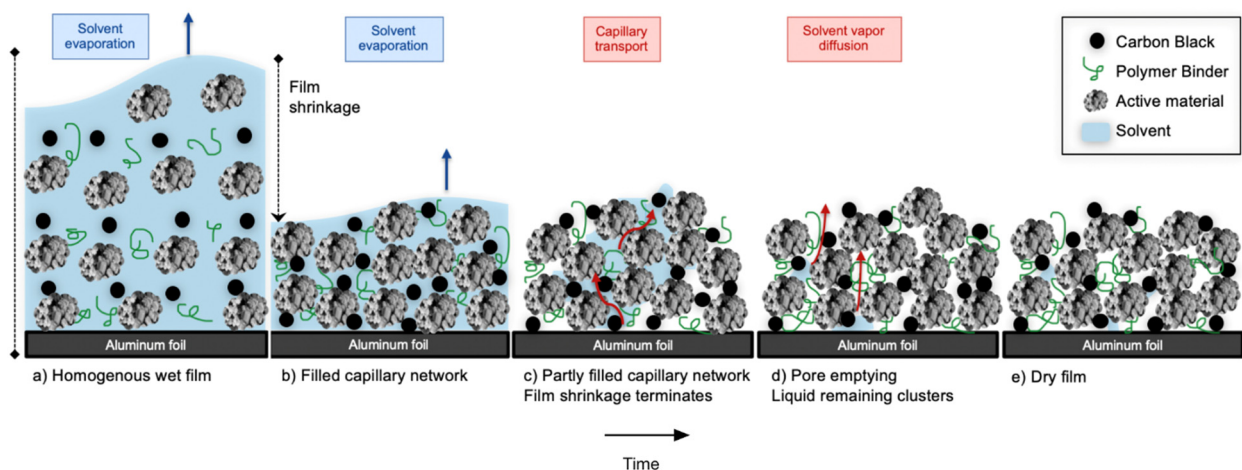 Solvent
evaporation
Solvent
evaporation
Capillary
transport
Solvent vapor
diffusion
Carbon Black
Polymer Binder
Active material
Solvent
Film
shrinkage
Aluminum foil
Aluminum foil
Aluminum foil
Aluminum foil
Aluminum foil
a) Homogenous wet film
b) Filled capillary network
c) Partly filled capillary network
Film shrinkage terminates
d) Pore emptying
Liquid remaining clusters
e) Dry film
Time